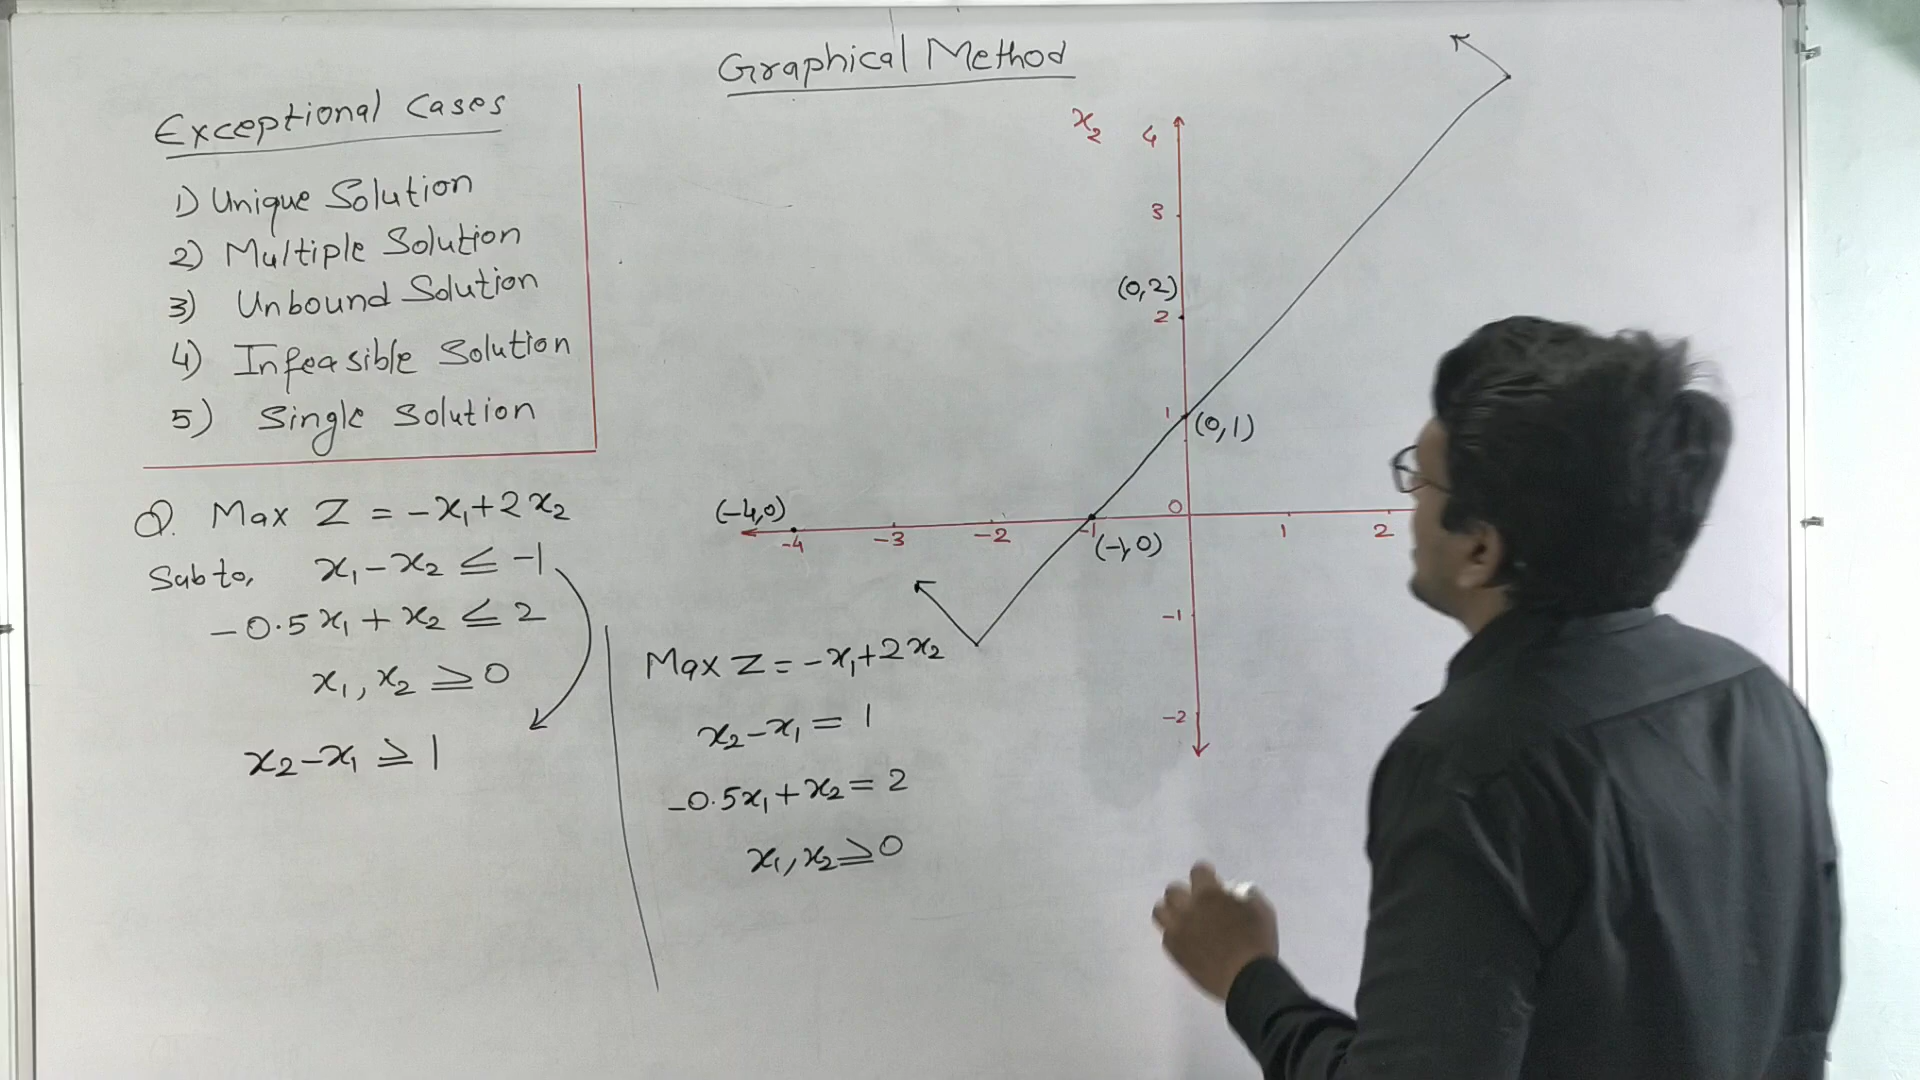 Graphical Method
Exceptional Cases
1) Unique Solution
2) Multiple Solution
3) Unbound Solution
4) Infeasible Solution
5) Single Solution
Q. Max Z = -x₁+2x₂
Sub to, x₁-x₂ ≤ -1
-0.5x₁+x₂ ≤ 2
x₁, x₂ ≥ 0
x₂-x₁ ≥ 1
Max Z = -x₁+2x₂
x₂-x₁ = 1
-0.5x₁+x₂ = 2
x₁, x₂ ≥ 0
x₂
4
3
(0,2)
2
1
(0,1)
(-4,0)
0
-4 -3 -2 -1 1 2
(-1,0)
-1
-2